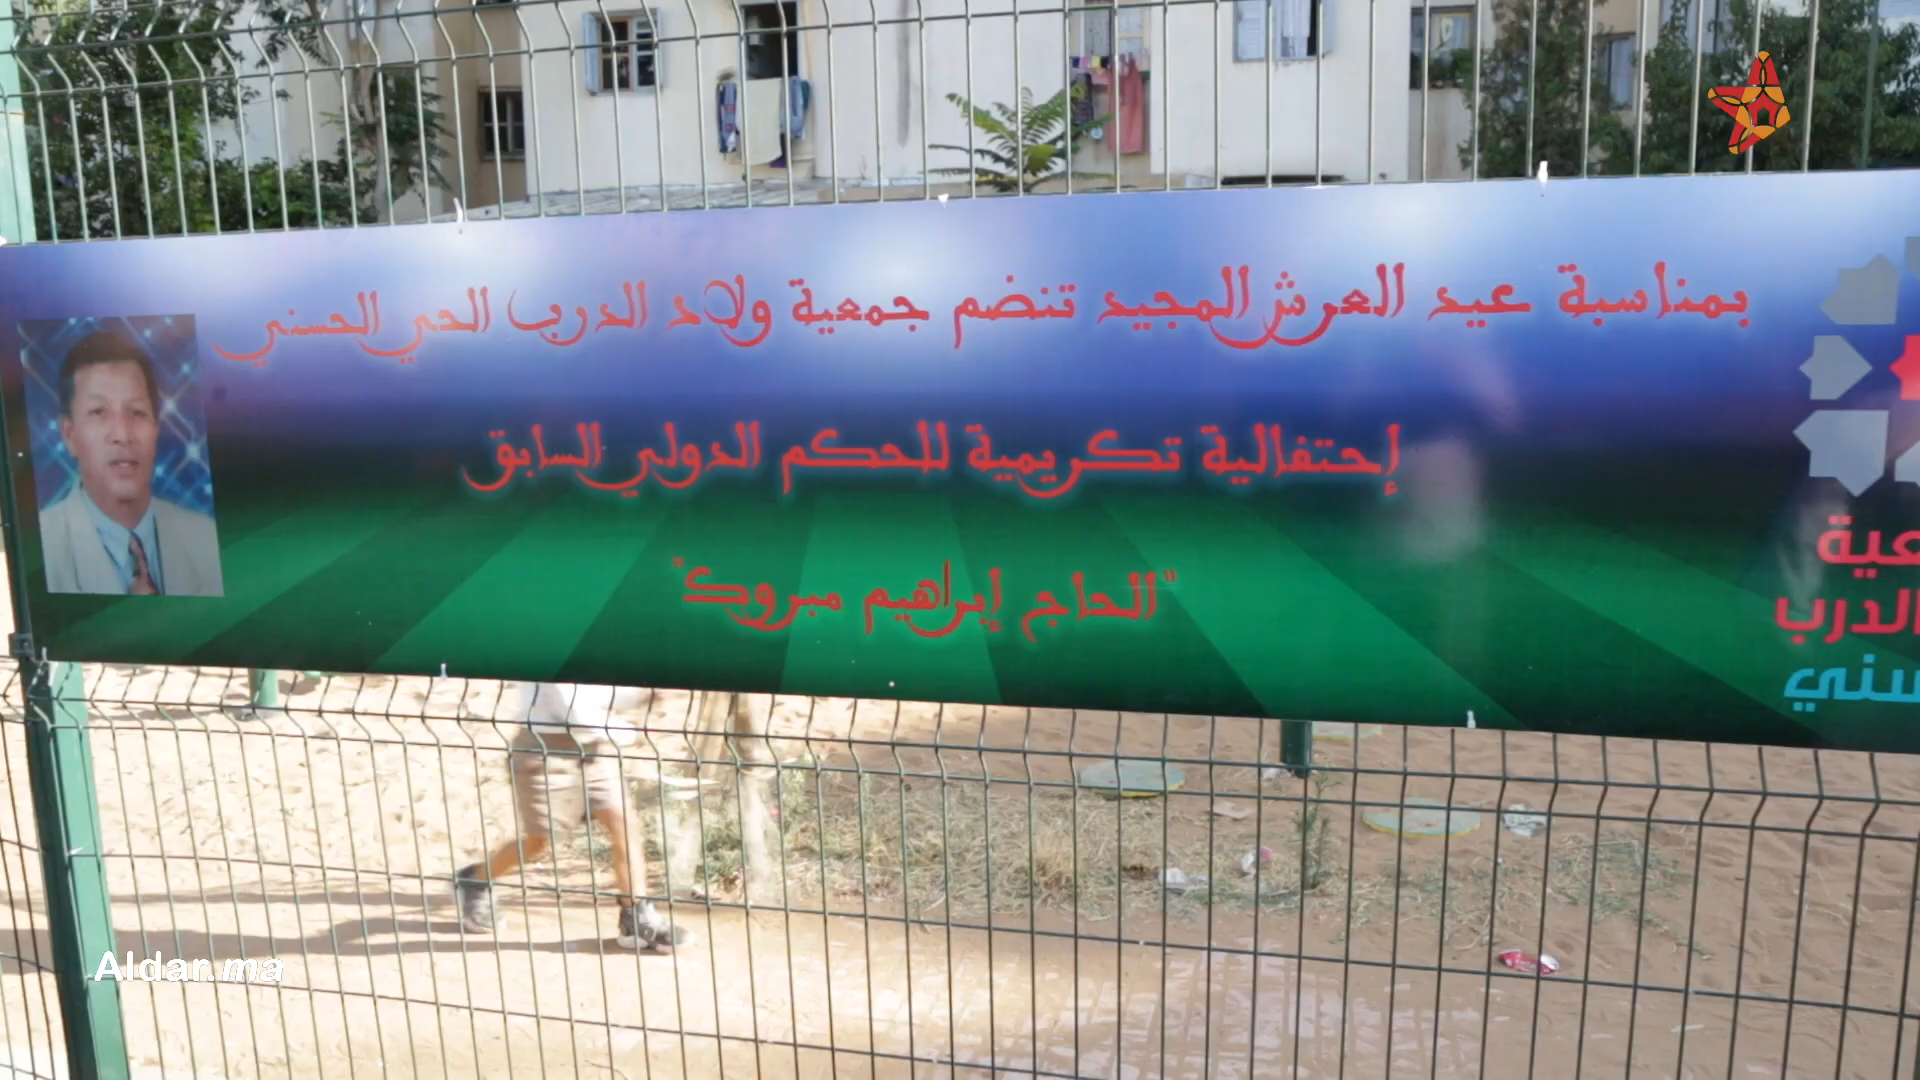 بمناسبة عيد العرش المجيد تنضم جمعية ولاد الدرب الحي الحسني
إحتفالية تكريمية للحكم الدولي السابق
"الحاج إبراهيم مبروك"
الدرب
Aldar.ma